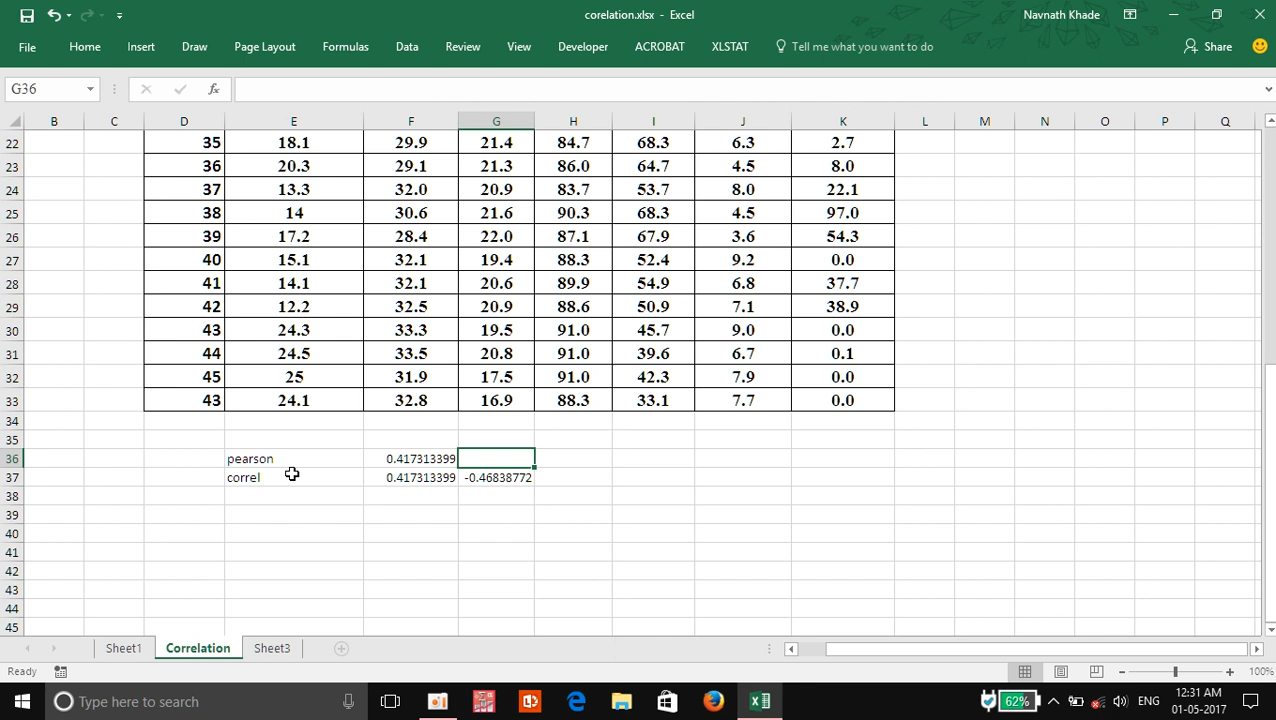 corelation.xlsx - Excel
Navnath Khade
File Home Insert Draw Page Layout Formulas Data Review View Developer ACROBAT XLSTAT Tell me what you want to do Share
G36 fx
B C D E F G H I J K L M N O P Q
22 35 18.1 29.9 21.4 84.7 68.3 6.3 2.7
23 36 20.3 29.1 21.3 86.0 64.7 4.5 8.0
24 37 13.3 32.0 20.9 83.7 53.7 8.0 22.1
25 38 14 30.6 21.6 90.3 68.3 4.5 97.0
26 39 17.2 28.4 22.0 87.1 67.9 3.6 54.3
27 40 15.1 32.1 19.4 88.3 52.4 9.2 0.0
28 41 14.1 32.1 20.6 89.9 54.9 6.8 37.7
29 42 12.2 32.5 20.9 88.6 50.9 7.1 38.9
30 43 24.3 33.3 19.5 91.0 45.7 9.0 0.0
31 44 24.5 33.5 20.8 91.0 39.6 6.7 0.1
32 45 25 31.9 17.5 91.0 42.3 7.9 0.0
33 43 24.1 32.8 16.9 88.3 33.1 7.7 0.0
34
35
36 pearson 0.417313399
37 correl 0.417313399 -0.46838772
38
39
40
41
42
43
44
45
Sheet1 Correlation Sheet3
Ready 100%
Type here to search 62% ENG 12:31 AM
01-05-2017